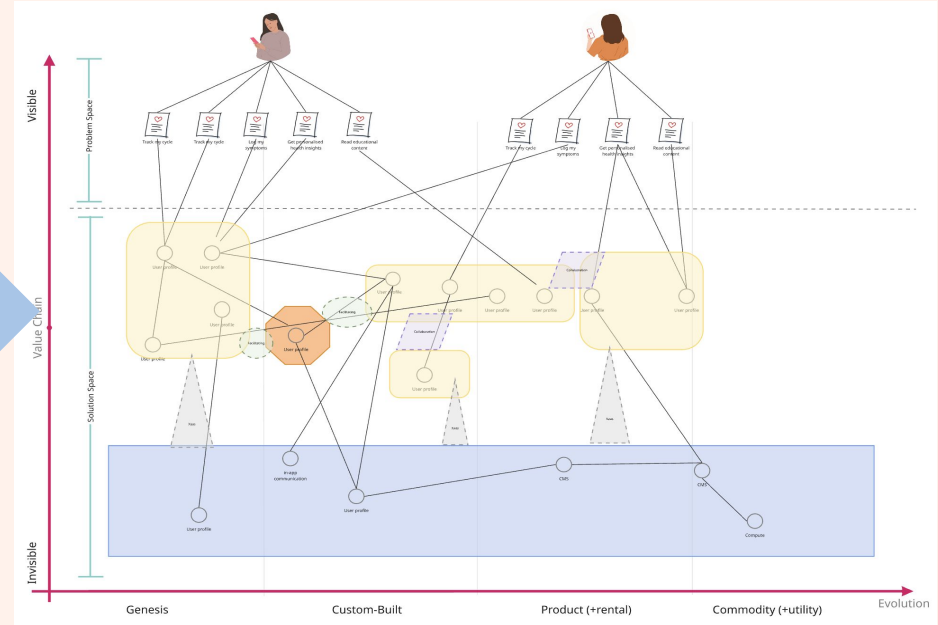 Visible
Problem Space
Track my cycle
Track my cycle
Log my
symptoms
Get personalised
health insights
Read educational
content
Track my cycle
Log my
symptoms
Get personalised
health insights
Read educational
content
Value Chain
Solution Space
User profile
User profile
User profile
User profile
User profile
User profile
User profile
User profile
User profile
User profile
User profile
User profile
Facilitating
Facilitating
Collaboration
Collaboration
XaaS
XaaS
XaaS
in-app
communication
User profile
User profile
CMS
CMS
Compute
Invisible
Genesis
Custom-Built
Product (+rental)
Commodity (+utility)
Evolution